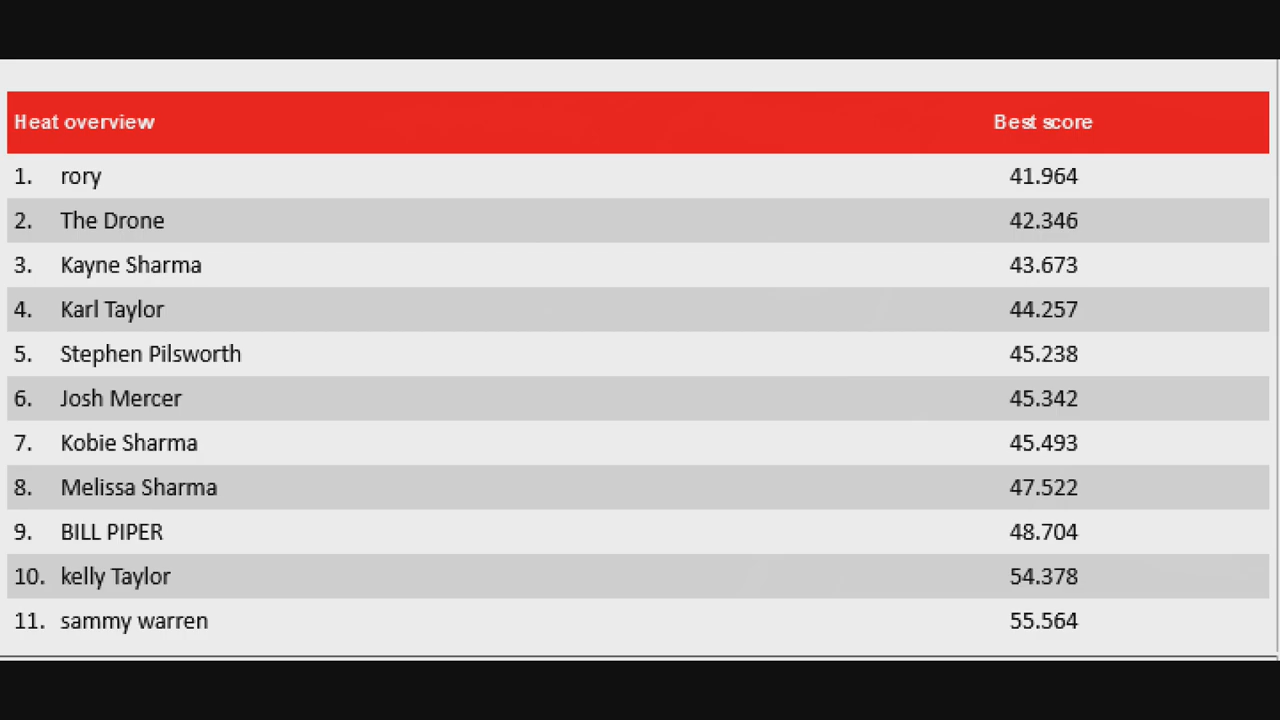 Heat overview Best score
1. rory 41.964
2. The Drone 42.346
3. Kayne Sharma 43.673
4. Karl Taylor 44.257
5. Stephen Pilsworth 45.238
6. Josh Mercer 45.342
7. Kobie Sharma 45.493
8. Melissa Sharma 47.522
9. BILL PIPER 48.704
10. kelly Taylor 54.378
11. sammy warren 55.564